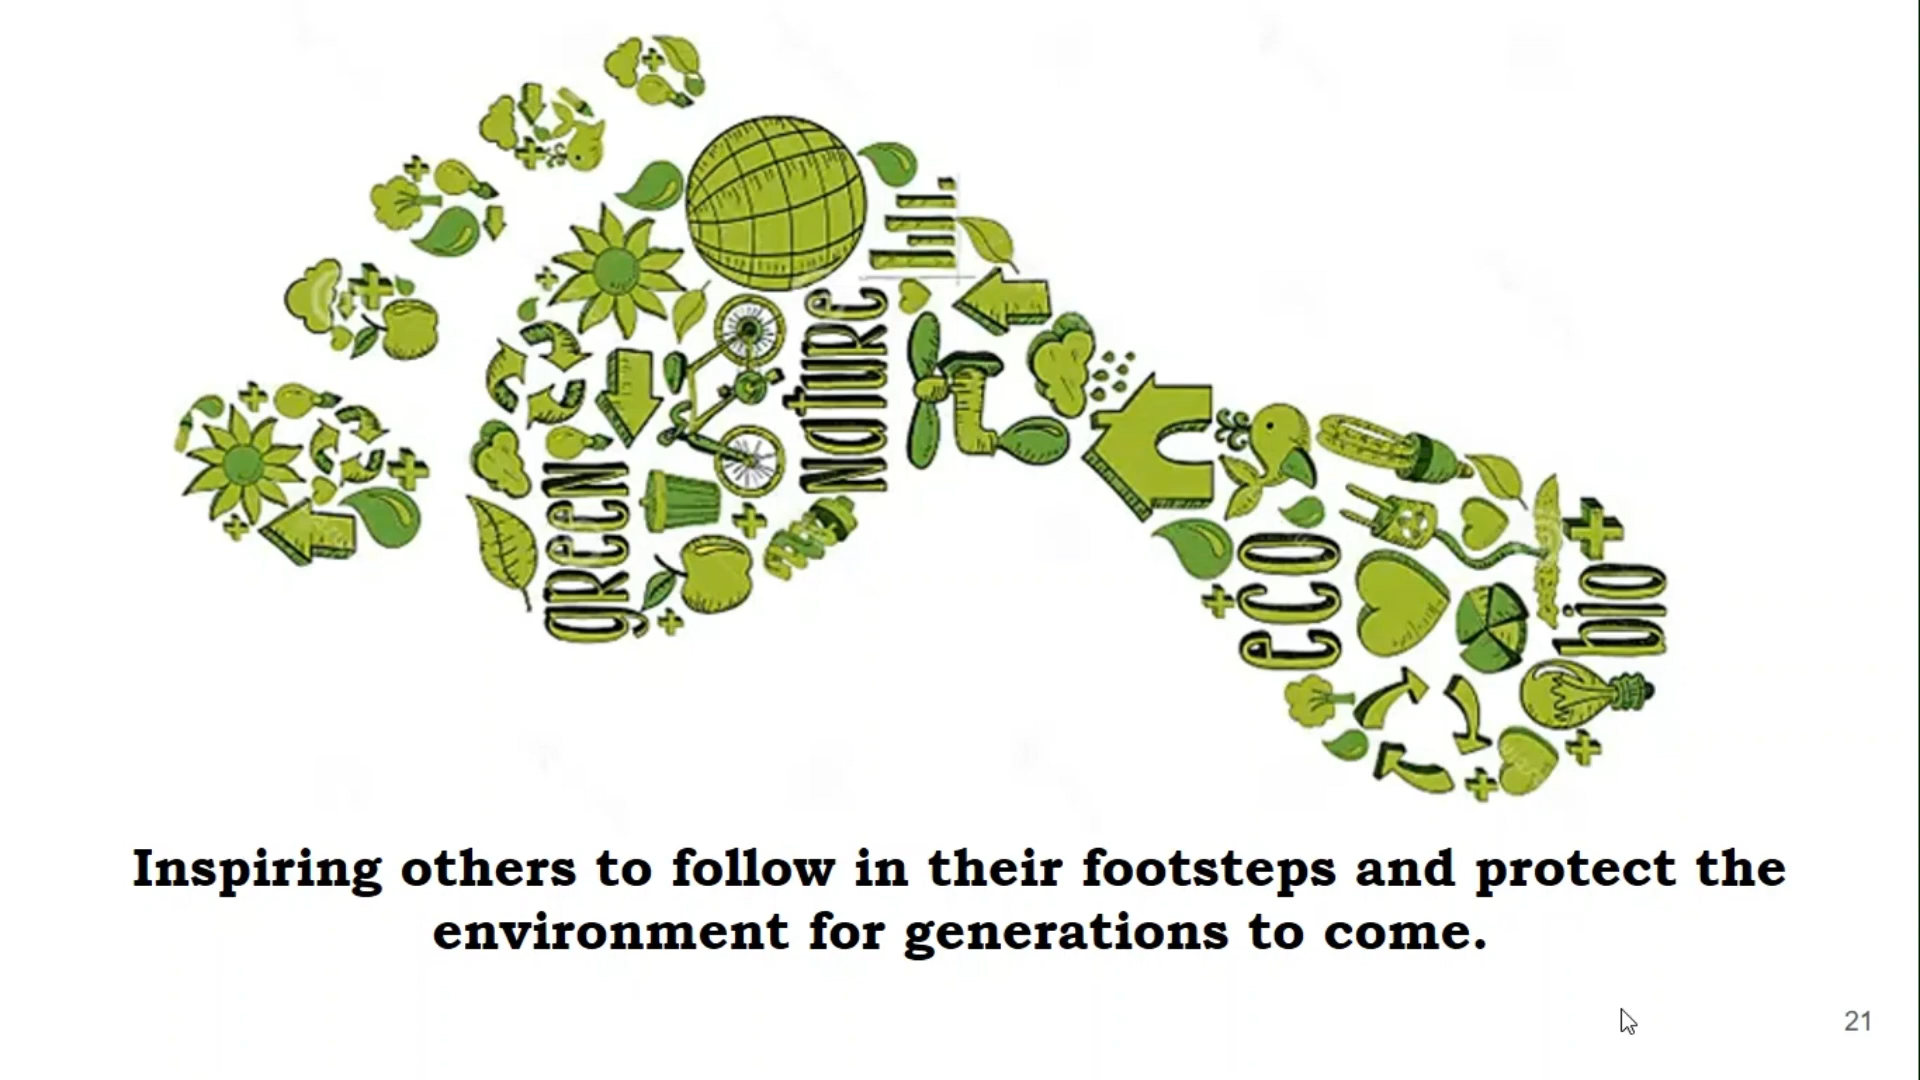 Nature
green
eco
bio
Inspiring others to follow in their footsteps and protect the
environment for generations to come.
21